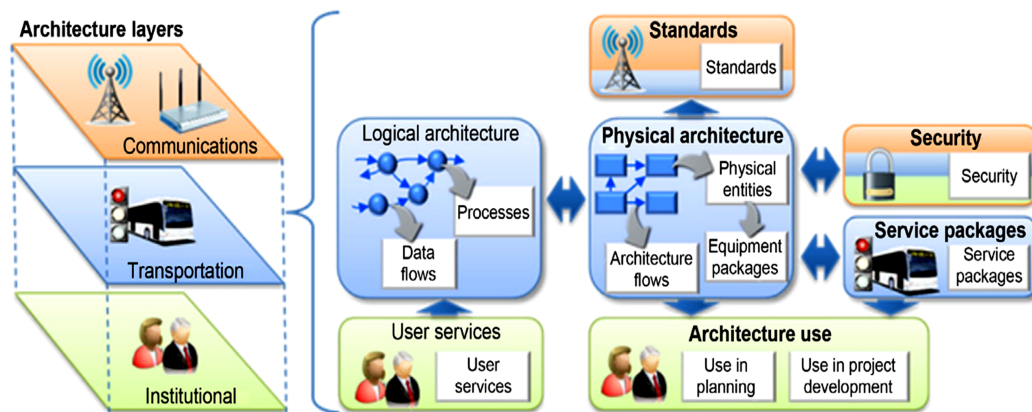 Architecture layers
Communications
Transportation
Institutional
Logical architecture
Processes
Data
flows
User services
User
services
Standards
Standards
Physical architecture
Physical
entities
Architecture
flows
Equipment
packages
Security
Security
Service packages
Service
packages
Architecture use
Use in
planning
Use in project
development